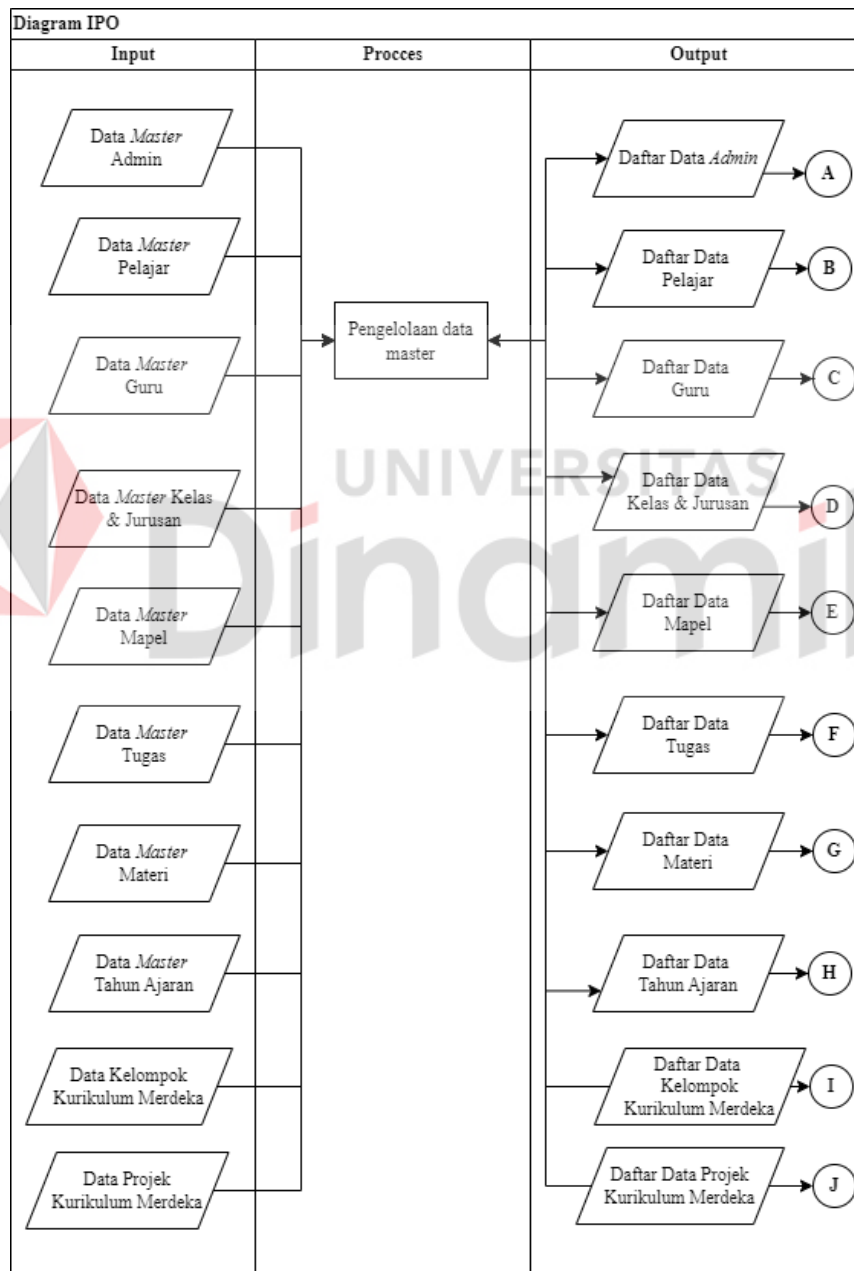 Diagram IPO
Input
Procces
Output
Data Master
Admin
Daftar Data Admin
A
Data Master
Pelajar
Daftar Data
Pelajar
B
Pengelolaan data
master
Data Master
Guru
Daftar Data
Guru
C
UNIVERSITAS
Dinamik
Data Master Kelas
& Jurusan
Daftar Data
Kelas & Jurusan
D
Data Master
Mapel
Daftar Data
Mapel
E
Data Master
Tugas
Daftar Data
Tugas
F
Data Master
Materi
Daftar Data
Materi
G
Data Master
Tahun Ajaran
Daftar Data
Tahun Ajaran
H
Data Kelompok
Kurikulum Merdeka
Daftar Data
Kelompok
Kurikulum Merdeka
I
Data Projek
Kurikulum Merdeka
Daftar Data Projek
Kurikulum Merdeka
J